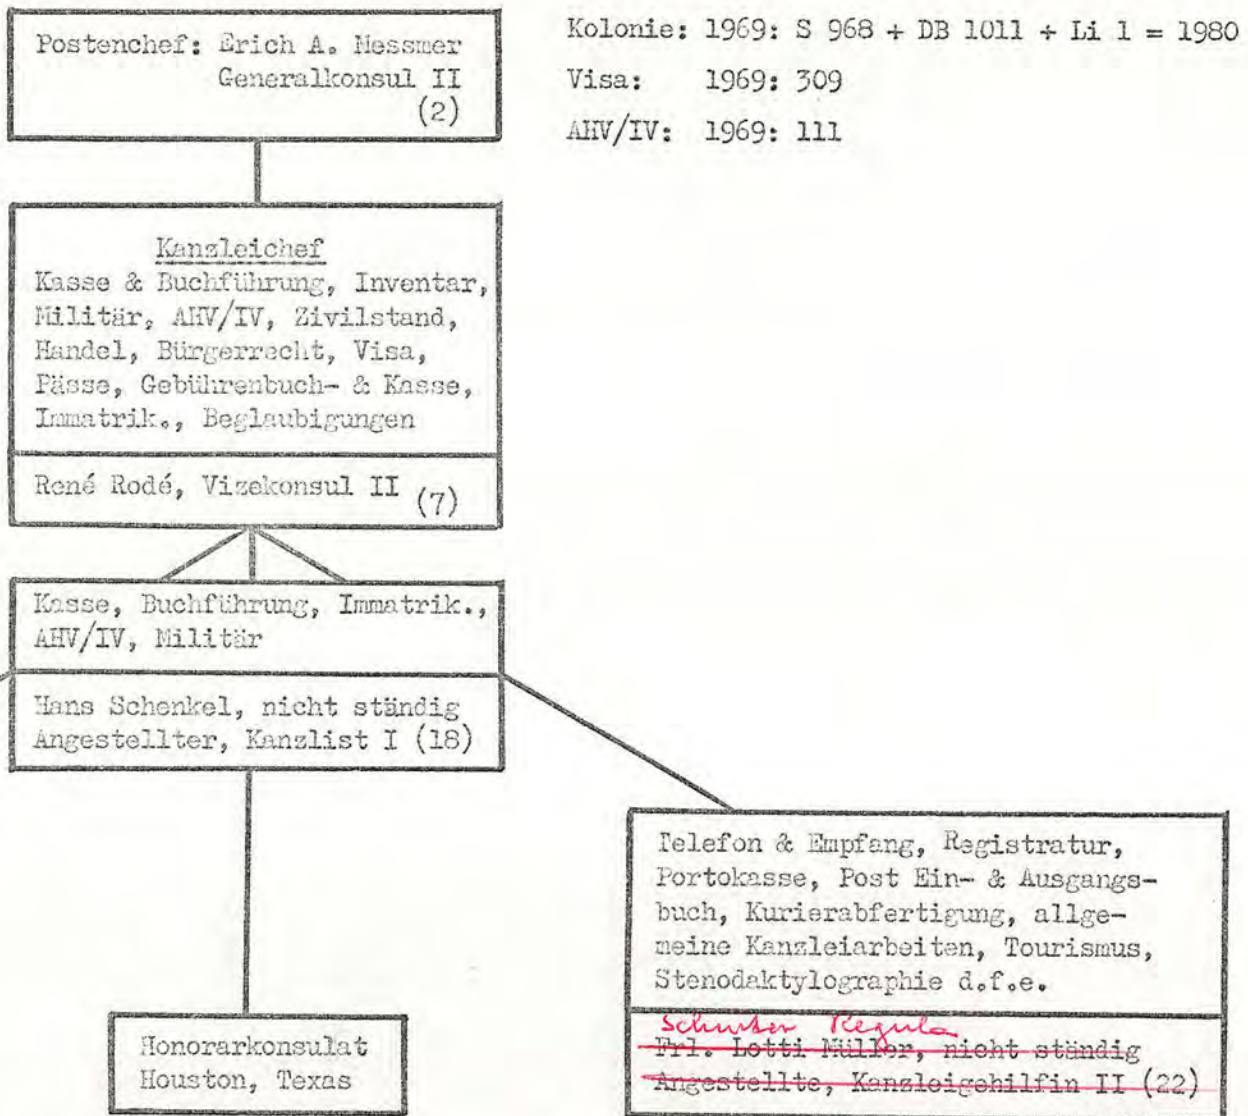 Postenchef: Erich A. Messmer
Generalkonsul II
(2)
Kolonie: 1969: S 968 + DB 1011 + Li 1 = 1980
Visa: 1969: 309
AHV/IV: 1969: 111
Kanzleichef
Kasse & Buchführung, Inventar,
Militär, AHV/IV, Zivilstand,
Handel, Bürgerrecht, Visa,
Pässe, Gebührenbuch- & Kasse,
Immatrik., Beglaubigungen
René Rodé, Vizekonsul II (7)
Kasse, Buchführung, Immatrik.,
AHV/IV, Militär
Hans Schenkel, nicht ständig
Angestellter, Kanzlist I (18)
Telefon & Empfang, Registratur,
Portokasse, Post Ein- & Ausgangs-
buch, Kurierabfertigung, allge-
meine Kanzleiarbeiten, Tourismus,
Stenodaktylographie d.f.e.
Regula
Frl. Lotti Müller, nicht ständig
Angestellte, Kanzleigehilfin II (22)
Honorarkonsulat
Houston, Texas